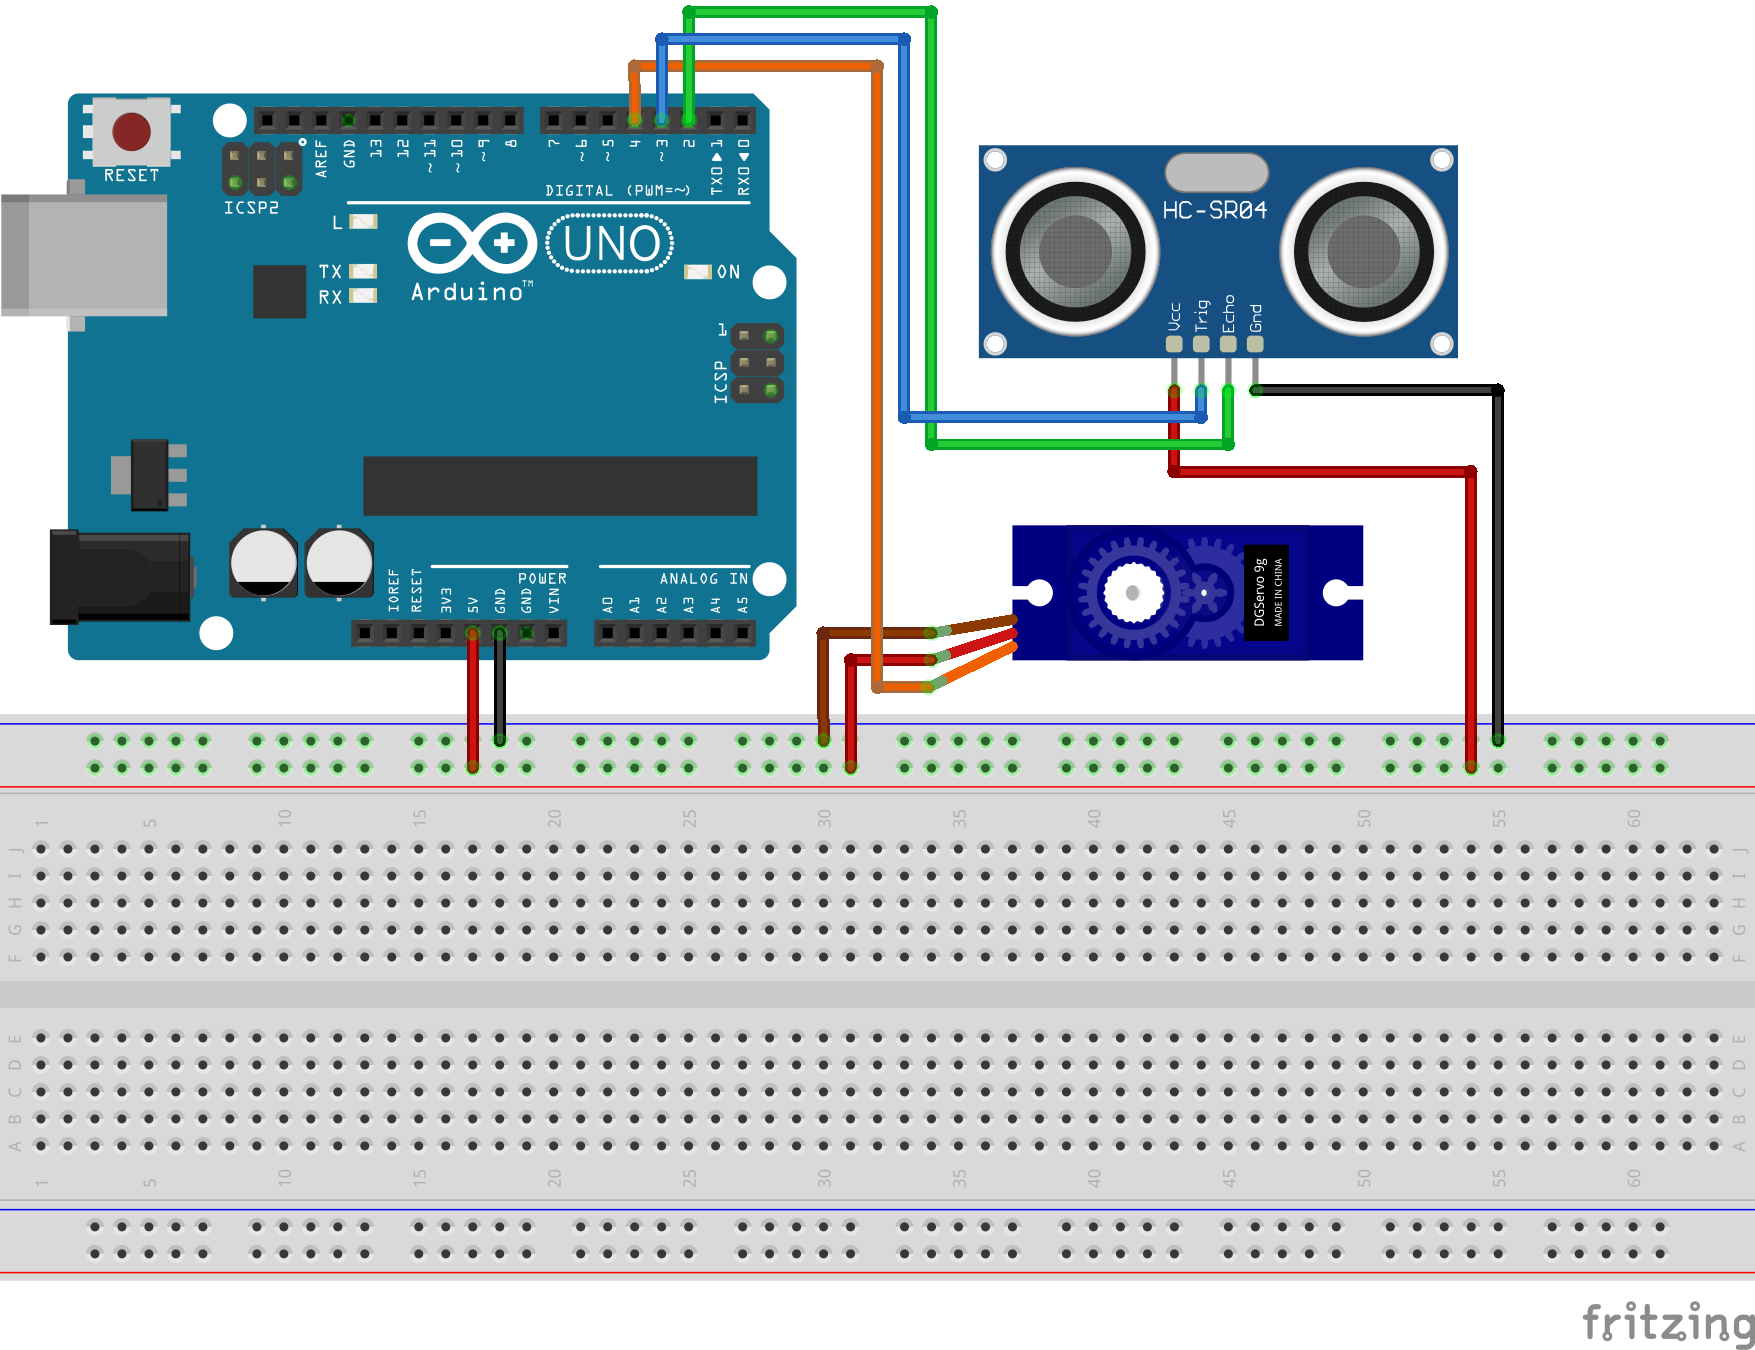 RESET
ICSP2
AREF
GND
13
12
~11
~10
~9
8
7
~6
~5
4
~3
2
TX0▶1
RX0◀0
DIGITAL (PWM=~)
L
TX
RX
UNO
Arduino™
ON
1
ICSP
IOREF
RESET
3V3
5V
GND
GND
VIN
POWER
ANALOG IN
A0
A1
A2
A3
A4
A5
HC-SR04
Vcc
Trig
Echo
Gnd
DGServo 9g
MADE IN CHINA
1 5 10 15 20 25 30 35 40 45 50 55 60
J J
I I
H H
G G
F F
E E
D D
C C
B B
A A
1 5 10 15 20 25 30 35 40 45 50 55 60
fritzing